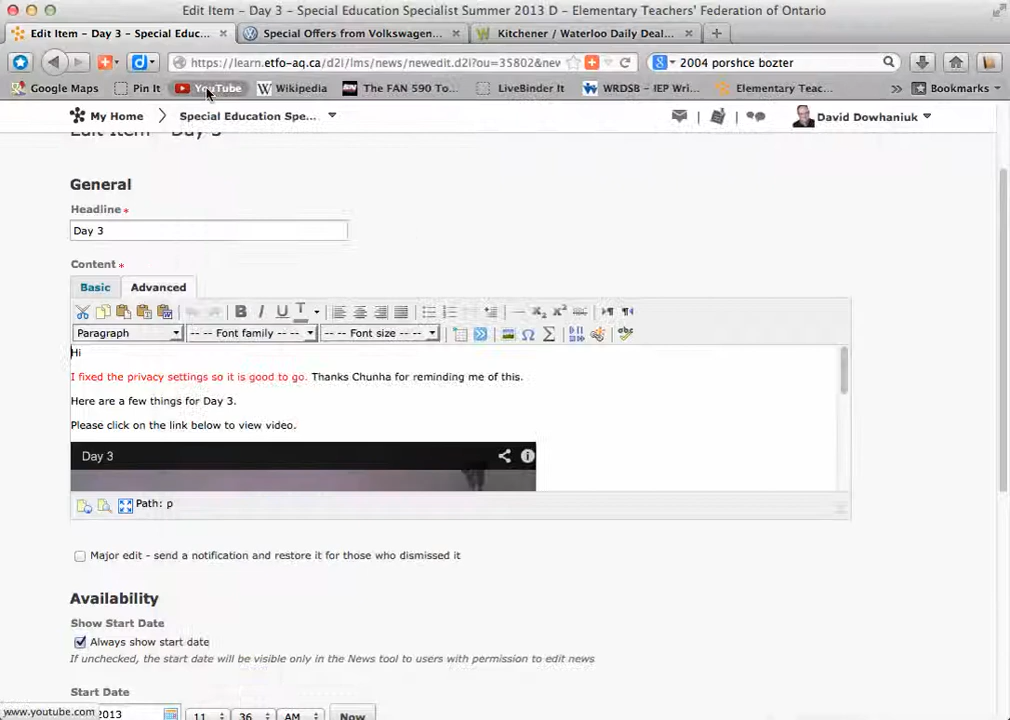 Edit Item - Day 3 - Special Education Specialist Summer 2013 D - Elementary Teachers' Federation of Ontario
Edit Item - Day 3 - Special Educ... × Special Offers from Volkswagen... × Kitchener / Waterloo Daily Deal... × +
https://learn.etfo-aq.ca/d2l/lms/news/newedit.d2l?ou=35802&new 2004 porshce bozter
Google Maps Pin It YouTube Wikipedia The FAN 590 To... LiveBinder It WRDSB - IEP Wri... Elementary Teac... » Bookmarks
My Home Special Education Spe... David Dowhaniuk
Edit Item - Day 3
General
Headline *
Day 3
Content *
Basic Advanced
B I U T
Paragraph -- Font family -- -- Font size --
Hi
I fixed the privacy settings so it is good to go. Thanks Chunha for reminding me of this.
Here are a few things for Day 3.
Please click on the link below to view video.
Day 3
Path: p
Major edit - send a notification and restore it for those who dismissed it
Availability
Show Start Date
Always show start date
If unchecked, the start date will be visible only in the News tool to users with permission to edit news
Start Date
2013 11 36 AM Now
www.youtube.com